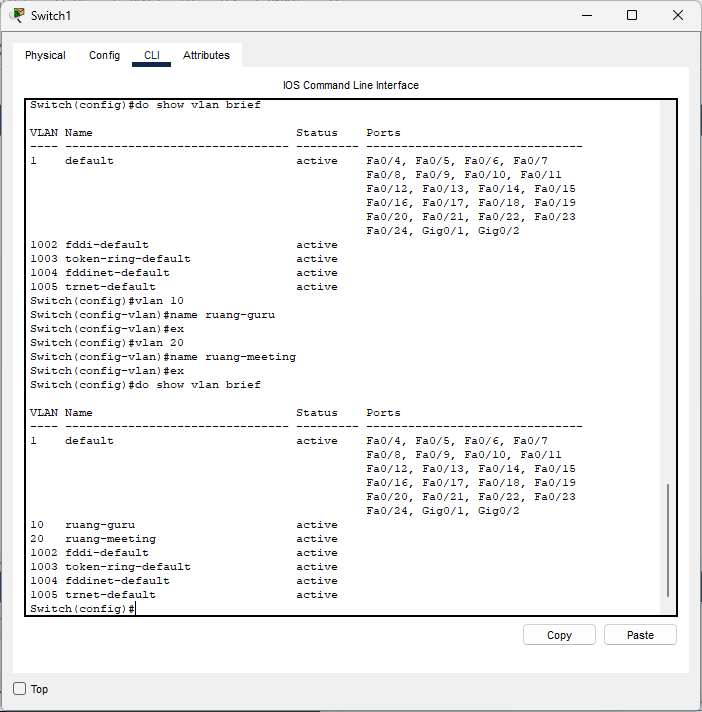 Switch1
Physical Config CLI Attributes
IOS Command Line Interface
Switch(config)#do show vlan brief
VLAN Name                             Status    Ports
---- -------------------------------- --------- -------------------------------
1    default                          active    Fa0/4, Fa0/5, Fa0/6, Fa0/7
                                                Fa0/8, Fa0/9, Fa0/10, Fa0/11
                                                Fa0/12, Fa0/13, Fa0/14, Fa0/15
                                                Fa0/16, Fa0/17, Fa0/18, Fa0/19
                                                Fa0/20, Fa0/21, Fa0/22, Fa0/23
                                                Fa0/24, Gig0/1, Gig0/2
1002 fddi-default                     active
1003 token-ring-default               active
1004 fddinet-default                  active
1005 trnet-default                    active
Switch(config)#vlan 10
Switch(config-vlan)#name ruang-guru
Switch(config-vlan)#ex
Switch(config)#vlan 20
Switch(config-vlan)#name ruang-meeting
Switch(config-vlan)#ex
Switch(config)#do show vlan brief
VLAN Name                             Status    Ports
---- -------------------------------- --------- -------------------------------
1    default                          active    Fa0/4, Fa0/5, Fa0/6, Fa0/7
                                                Fa0/8, Fa0/9, Fa0/10, Fa0/11
                                                Fa0/12, Fa0/13, Fa0/14, Fa0/15
                                                Fa0/16, Fa0/17, Fa0/18, Fa0/19
                                                Fa0/20, Fa0/21, Fa0/22, Fa0/23
                                                Fa0/24, Gig0/1, Gig0/2
10   ruang-guru                       active
20   ruang-meeting                    active
1002 fddi-default                     active
1003 token-ring-default               active
1004 fddinet-default                  active
1005 trnet-default                    active
Switch(config)#
Copy Paste
Top